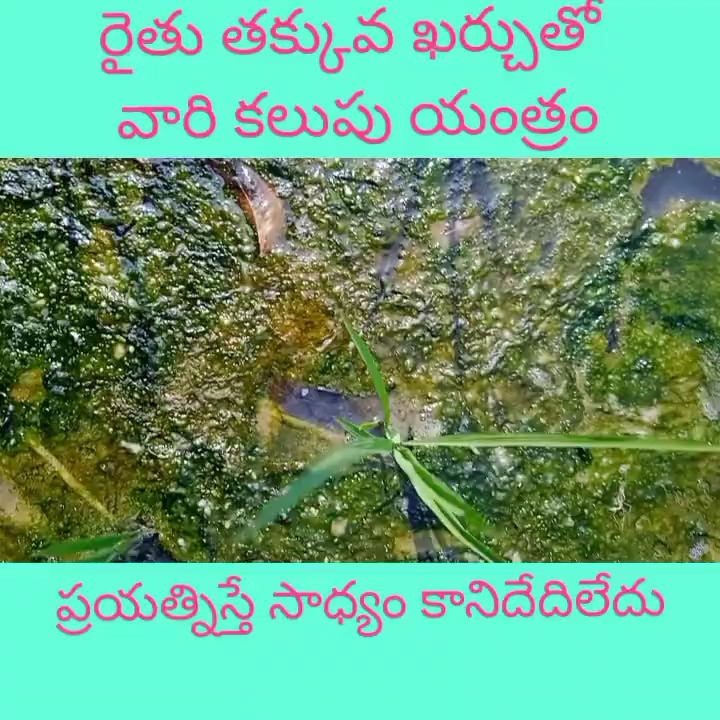 రైతు తక్కువ ఖర్చుతో
వారి కలుపు యంత్రం
ప్రయత్నిస్తే సాధ్యం కానిదేదిలేదు